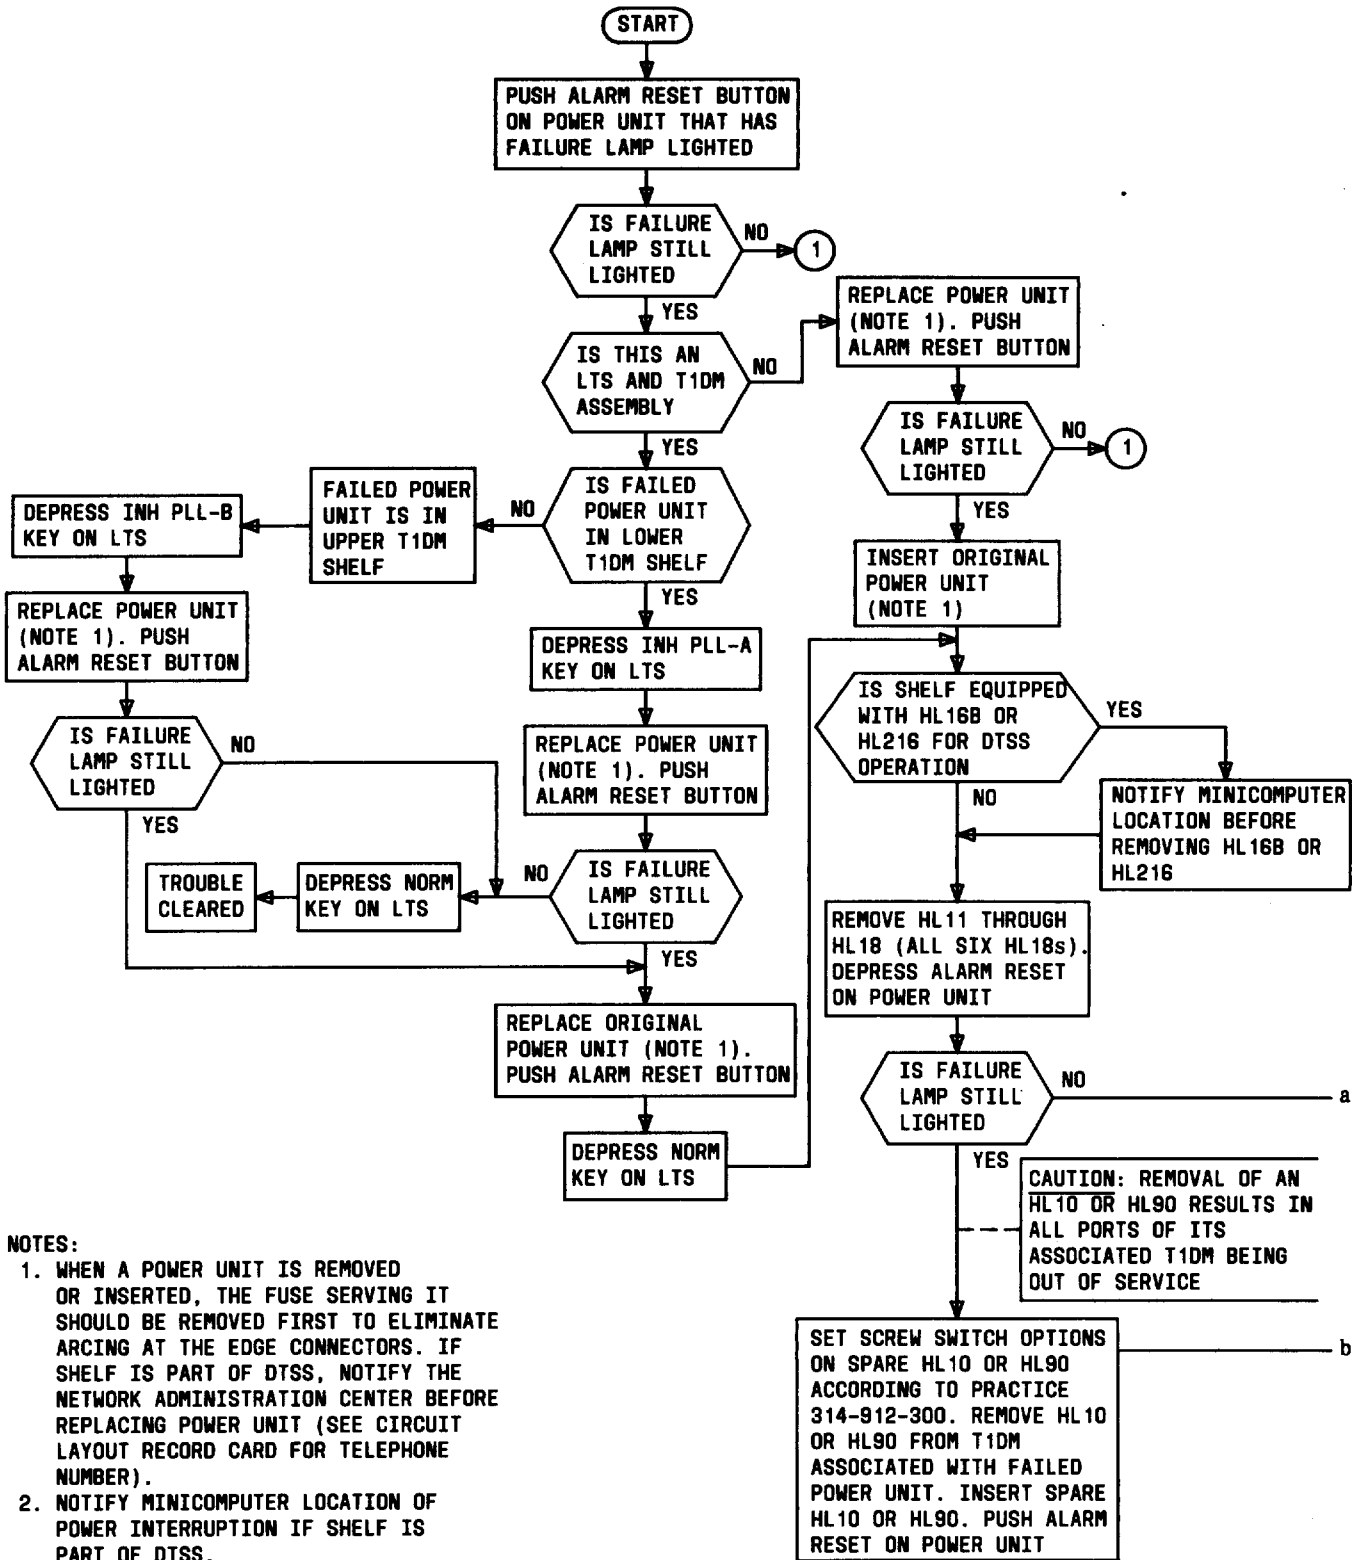 START
PUSH ALARM RESET BUTTON
ON POWER UNIT THAT HAS
FAILURE LAMP LIGHTED
IS FAILURE
LAMP STILL
LIGHTED
NO
1
YES
IS THIS AN
LTS AND T1DM
ASSEMBLY
NO
REPLACE POWER UNIT
(NOTE 1). PUSH
ALARM RESET BUTTON
IS FAILURE
LAMP STILL
LIGHTED
NO
1
YES
INSERT ORIGINAL
POWER UNIT
(NOTE 1)
YES
IS FAILED
POWER UNIT
IN LOWER
T1DM SHELF
NO
FAILED POWER
UNIT IS IN
UPPER T1DM
SHELF
DEPRESS INH PLL-B
KEY ON LTS
REPLACE POWER UNIT
(NOTE 1). PUSH
ALARM RESET BUTTON
IS FAILURE
LAMP STILL
LIGHTED
NO
YES
YES
DEPRESS INH PLL-A
KEY ON LTS
REPLACE POWER UNIT
(NOTE 1). PUSH
ALARM RESET BUTTON
IS FAILURE
LAMP STILL
LIGHTED
NO
DEPRESS NORM
KEY ON LTS
TROUBLE
CLEARED
YES
REPLACE ORIGINAL
POWER UNIT (NOTE 1).
PUSH ALARM RESET BUTTON
DEPRESS NORM
KEY ON LTS
IS SHELF EQUIPPED
WITH HL16B OR
HL216 FOR DTSS
OPERATION
YES
NOTIFY MINICOMPUTER
LOCATION BEFORE
REMOVING HL16B OR
HL216
NO
REMOVE HL11 THROUGH
HL18 (ALL SIX HL18s).
DEPRESS ALARM RESET
ON POWER UNIT
IS FAILURE
LAMP STILL
LIGHTED
NO
a
YES
CAUTION: REMOVAL OF AN
HL10 OR HL90 RESULTS IN
ALL PORTS OF ITS
ASSOCIATED T1DM BEING
OUT OF SERVICE
SET SCREW SWITCH OPTIONS
ON SPARE HL10 OR HL90
ACCORDING TO PRACTICE
314-912-300. REMOVE HL10
OR HL90 FROM T1DM
ASSOCIATED WITH FAILED
POWER UNIT. INSERT SPARE
HL10 OR HL90. PUSH ALARM
RESET ON POWER UNIT
b
NOTES:
1. WHEN A POWER UNIT IS REMOVED
OR INSERTED, THE FUSE SERVING IT
SHOULD BE REMOVED FIRST TO ELIMINATE
ARCING AT THE EDGE CONNECTORS. IF
SHELF IS PART OF DTSS, NOTIFY THE
NETWORK ADMINISTRATION CENTER BEFORE
REPLACING POWER UNIT (SEE CIRCUIT
LAYOUT RECORD CARD FOR TELEPHONE
NUMBER).
2. NOTIFY MINICOMPUTER LOCATION OF
POWER INTERRUPTION IF SHELF IS
PART OF DTSS.